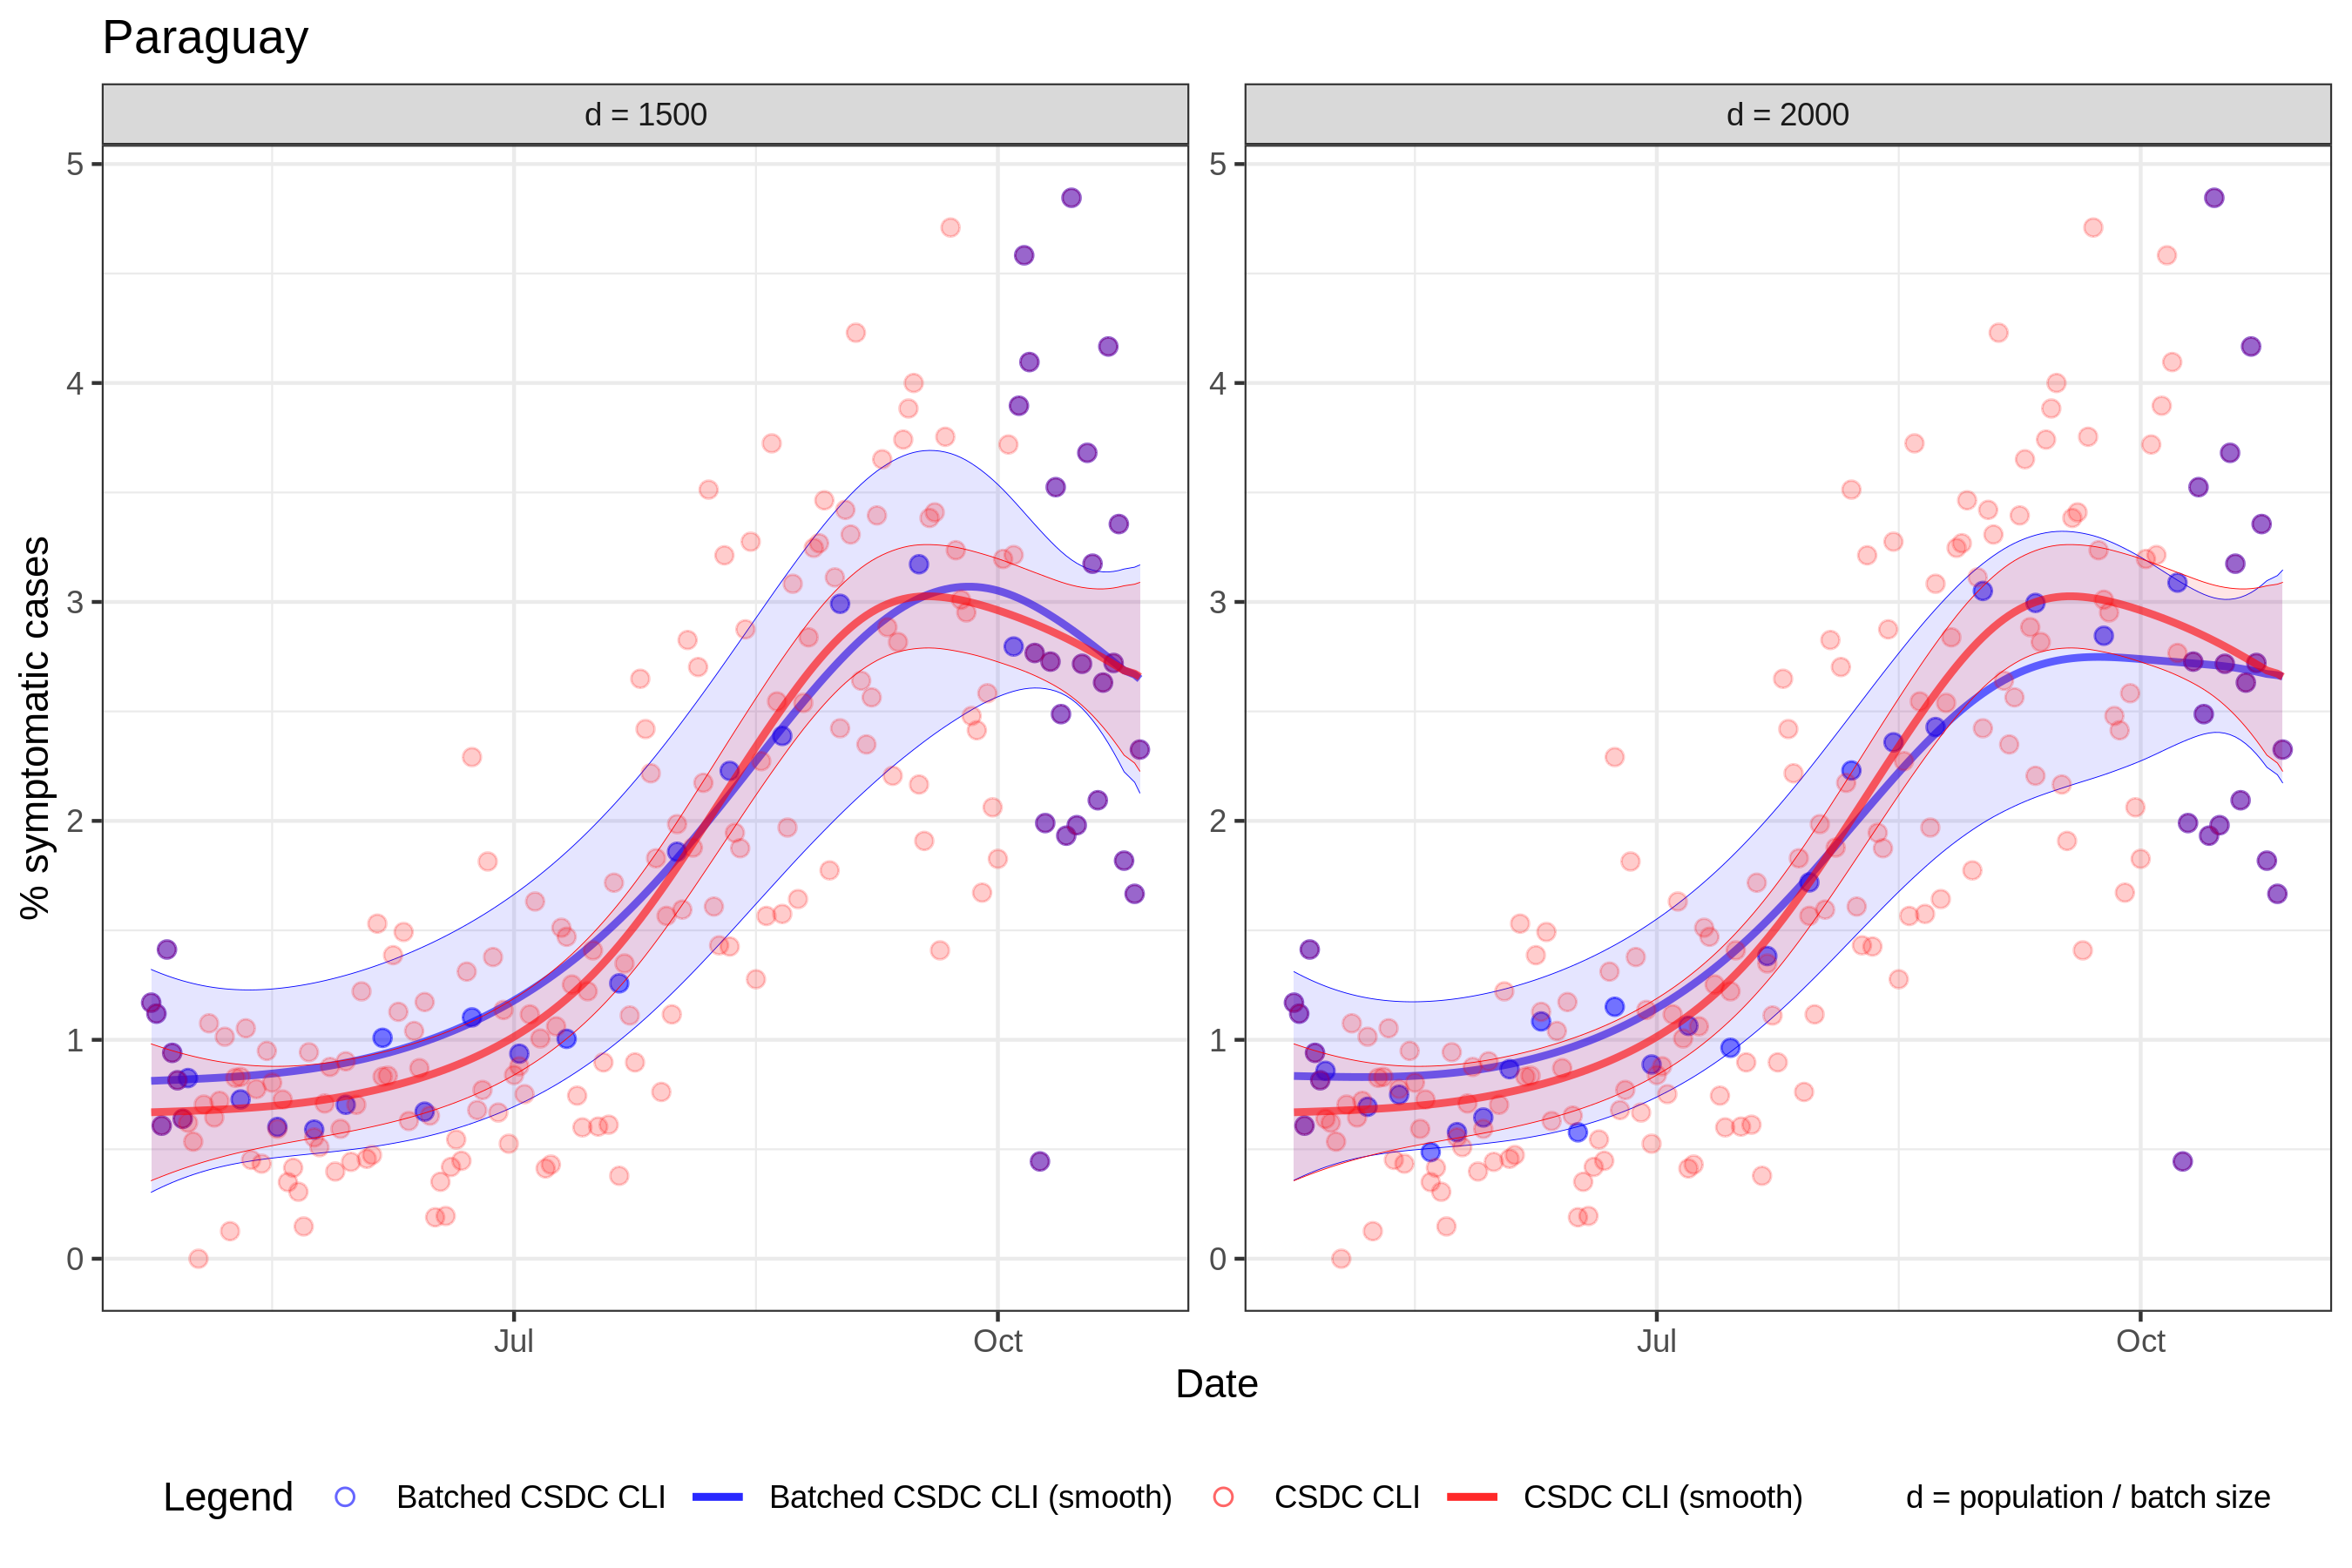 Paraguay
d = 1500
d = 2000
% symptomatic cases
5
4
3
2
1
0
5
4
3
2
1
0
Jul
Oct
Jul
Oct
Date
Legend
Batched CSDC CLI
Batched CSDC CLI (smooth)
CSDC CLI
CSDC CLI (smooth)
d = population / batch size